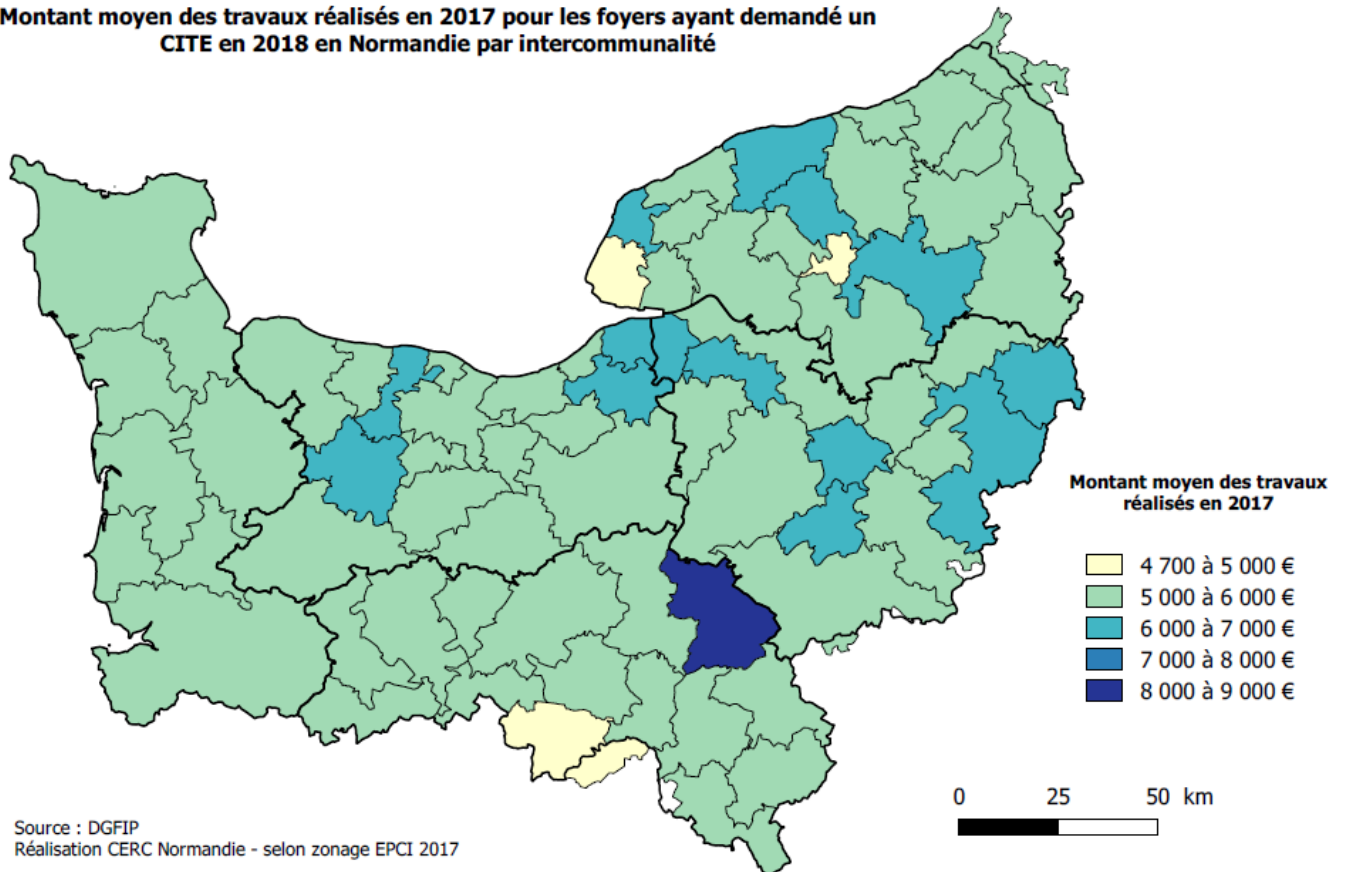 Montant moyen des travaux réalisés en 2017 pour les foyers ayant demandé un
CITE en 2018 en Normandie par intercommunalité
Montant moyen des travaux
réalisés en 2017
4 700 à 5 000 €
5 000 à 6 000 €
6 000 à 7 000 €
7 000 à 8 000 €
8 000 à 9 000 €
0 25 50 km
Source : DGFIP
Réalisation CERC Normandie - selon zonage EPCI 2017